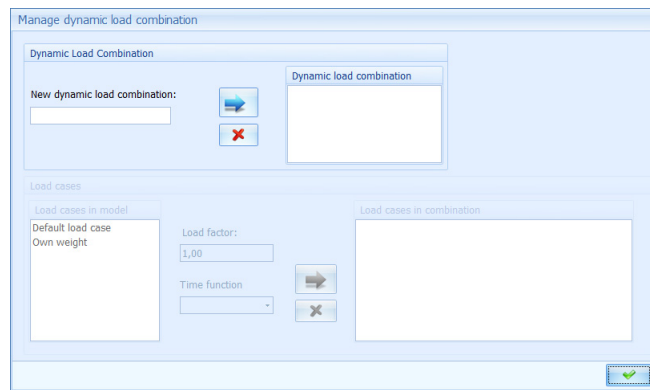 Manage dynamic load combination
Dynamic Load Combination
New dynamic load combination:
Dynamic load combination
Load cases
Load cases in model
Default load case
Own weight
Load factor:
1,00
Time function
Load cases in combination